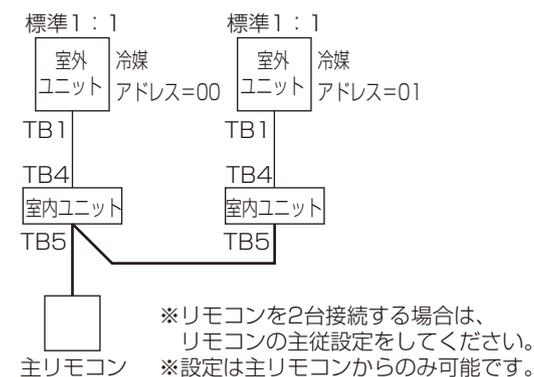 標準1：1
室外
ユニット
冷媒
アドレス=00
TB1
TB4
室内ユニット
TB5
主リモコン
標準1：1
室外
ユニット
冷媒
アドレス=01
TB1
TB4
室内ユニット
TB5
※リモコンを2台接続する場合は、
リモコンの主従設定をしてください。
※設定は主リモコンからのみ可能です。